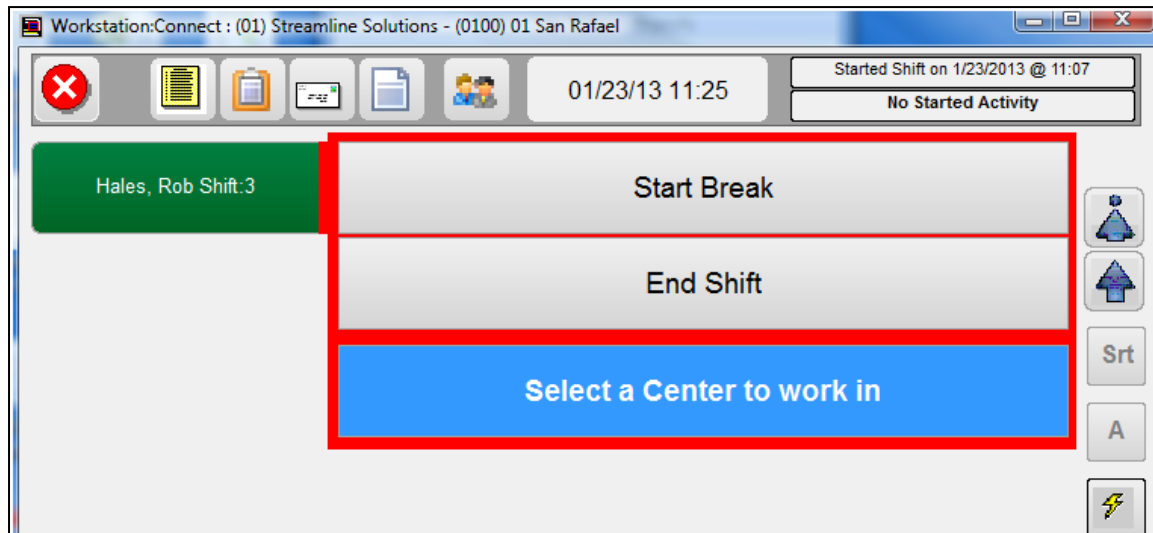 Workstation:Connect : (01) Streamline Solutions - (0100) 01 San Rafael
01/23/13 11:25
Started Shift on 1/23/2013 @ 11:07
No Started Activity
Hales, Rob Shift:3
Start Break
End Shift
Select a Center to work in
Srt
A